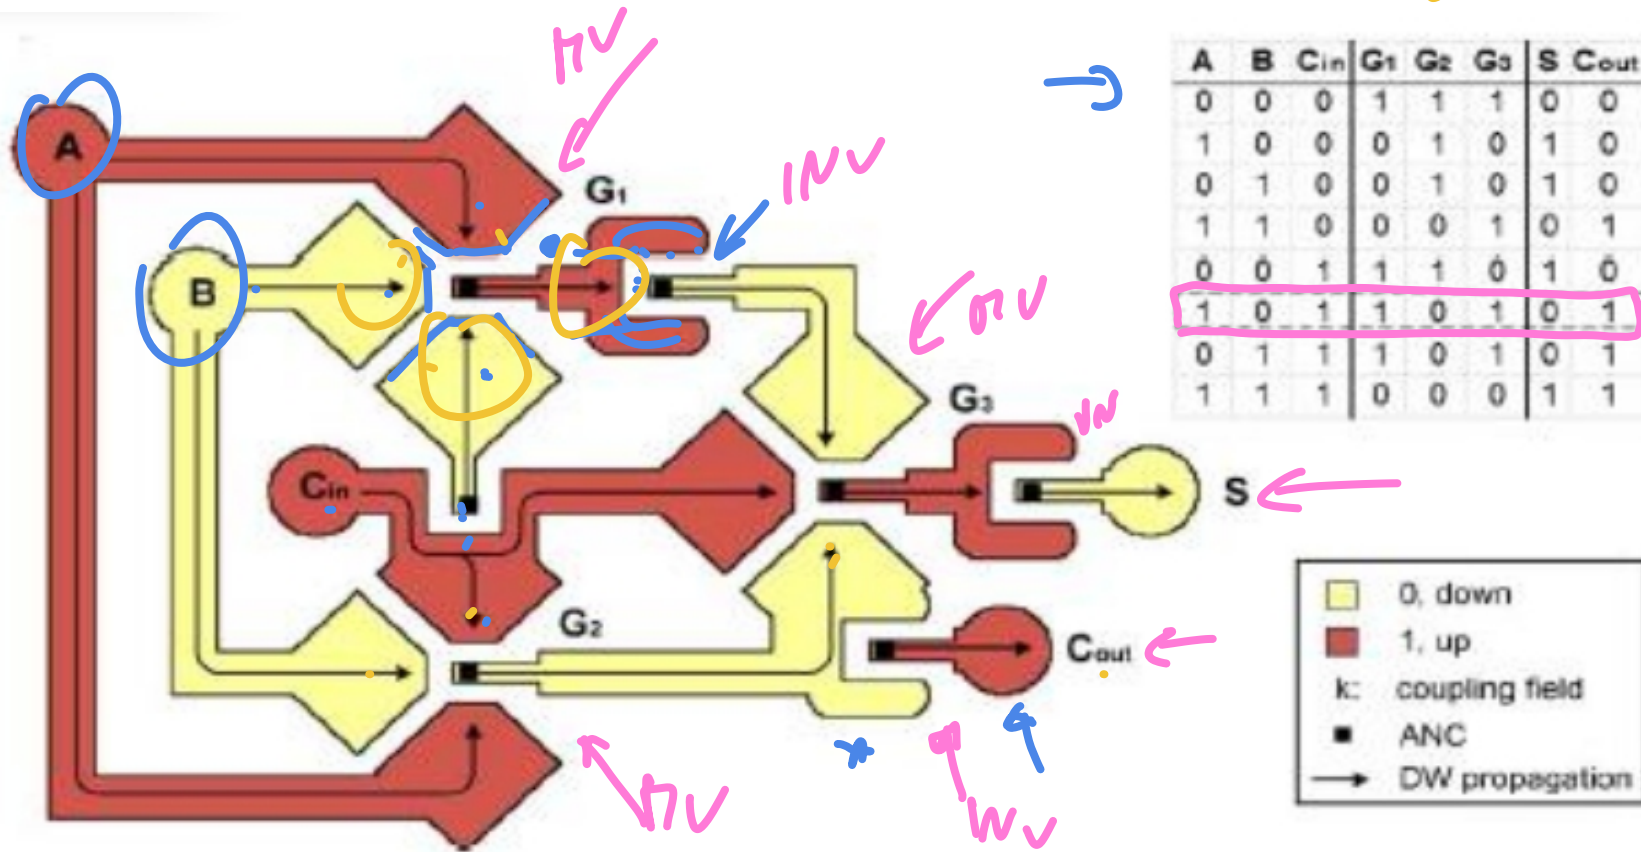 MV
A B Cin G1 G2 G3 S Cout
0 0 0 1 1 1 0 0
1 0 0 0 1 0 1 0
0 1 0 0 1 0 1 0
1 1 0 0 0 1 0 1
0 0 1 1 1 0 1 0
1 0 1 1 0 1 0 1
0 1 1 1 0 1 0 1
1 1 1 0 0 0 1 1
A
INV
G1
B
MV
G3
Cin
S
G2
Cout
MV
0, down
1, up
k: coupling field
ANC
DW propagation